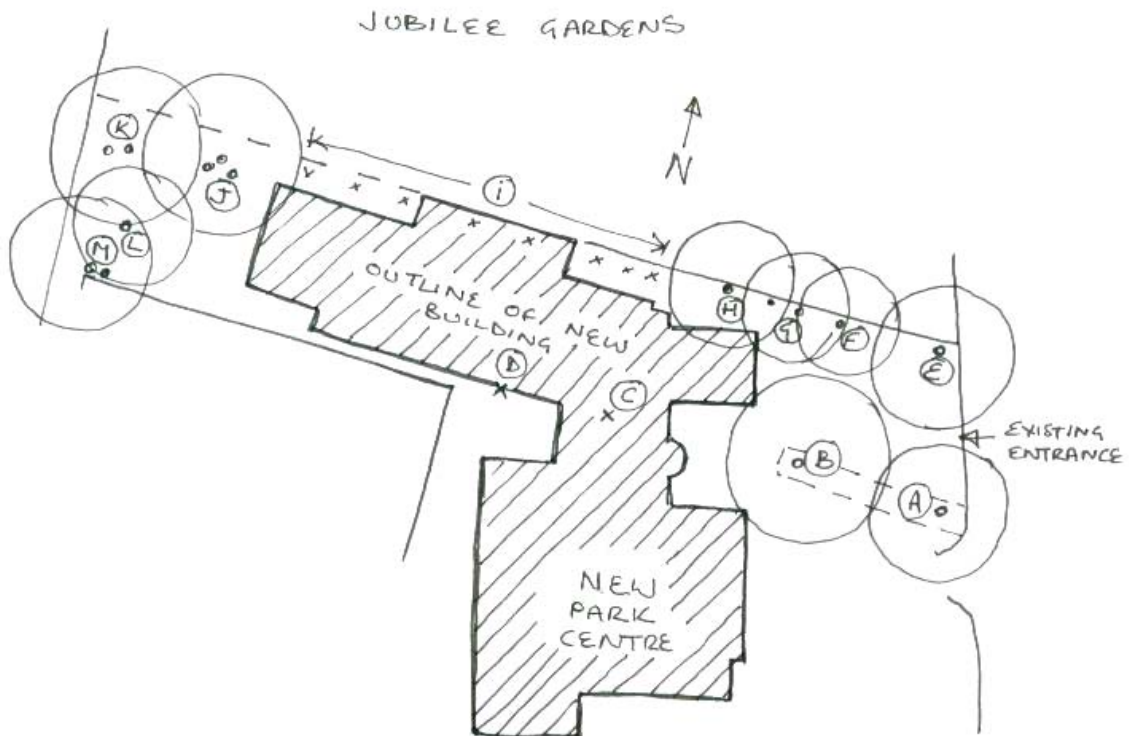 JUBILEE GARDENS
N
K
J
i
L
M
H
G
F
E
OUTLINE OF NEW
BUILDING
D
C
EXISTING
ENTRANCE
B
A
NEW
PARK
CENTRE